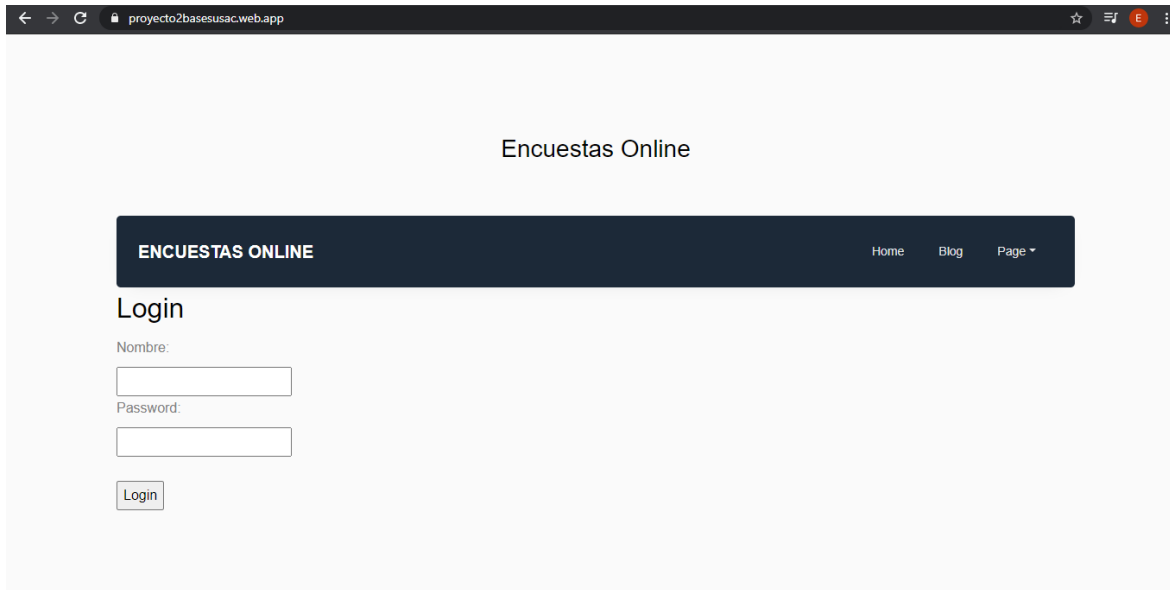 proyecto2basesusac.web.app
E
Encuestas Online
ENCUESTAS ONLINE Home Blog Page
Login
Nombre:
Password:
Login